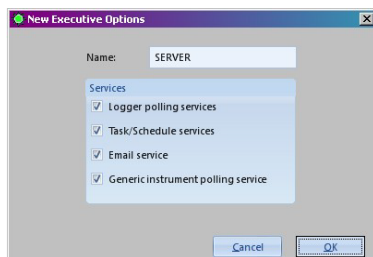 New Executive Options
Name: SERVER
Services
Logger polling services
Task/Schedule services
Email service
Generic instrument polling service
Cancel OK